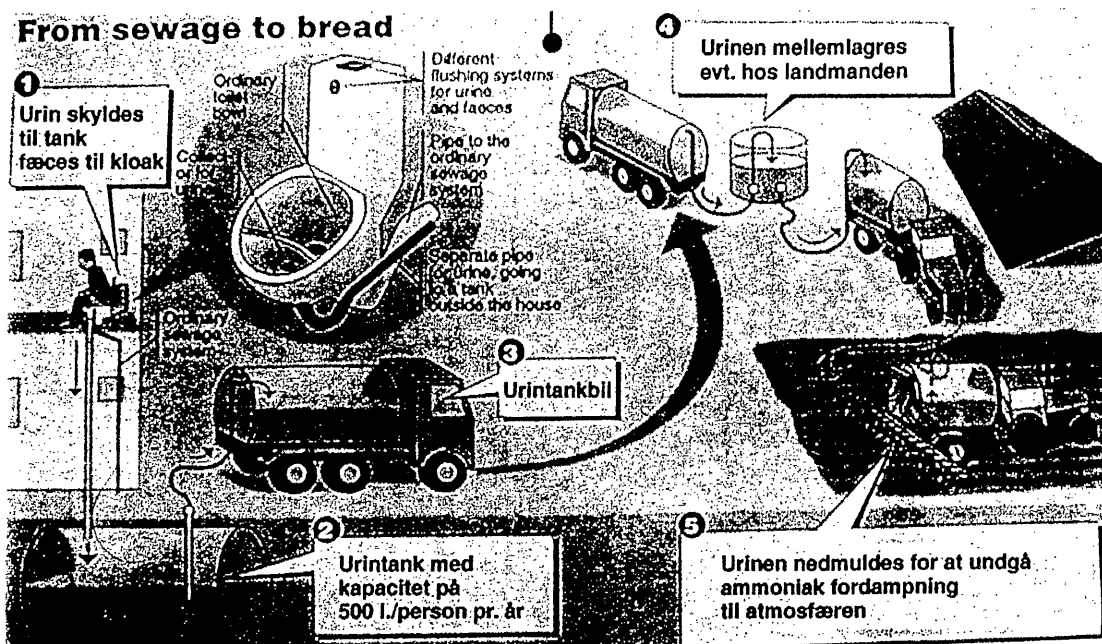 From sewage to bread
1
Urin skyldes
til tank
fæces til kloak
Ordinary
toilet
bowl
Different
flushing systems
for urine
and faeces
Pipe to the
ordinary
sewage
system
Separate pipe
for urine, going
to a tank
outside the house
Ordinary
sewage
system
2
Urintank med
kapacitet på
500 l./person pr. år
3
Urintankbil
4
Urinen mellemlagres
evt. hos landmanden
5
Urinen nedmuldes for at undgå
ammoniak fordampning
til atmosfæren